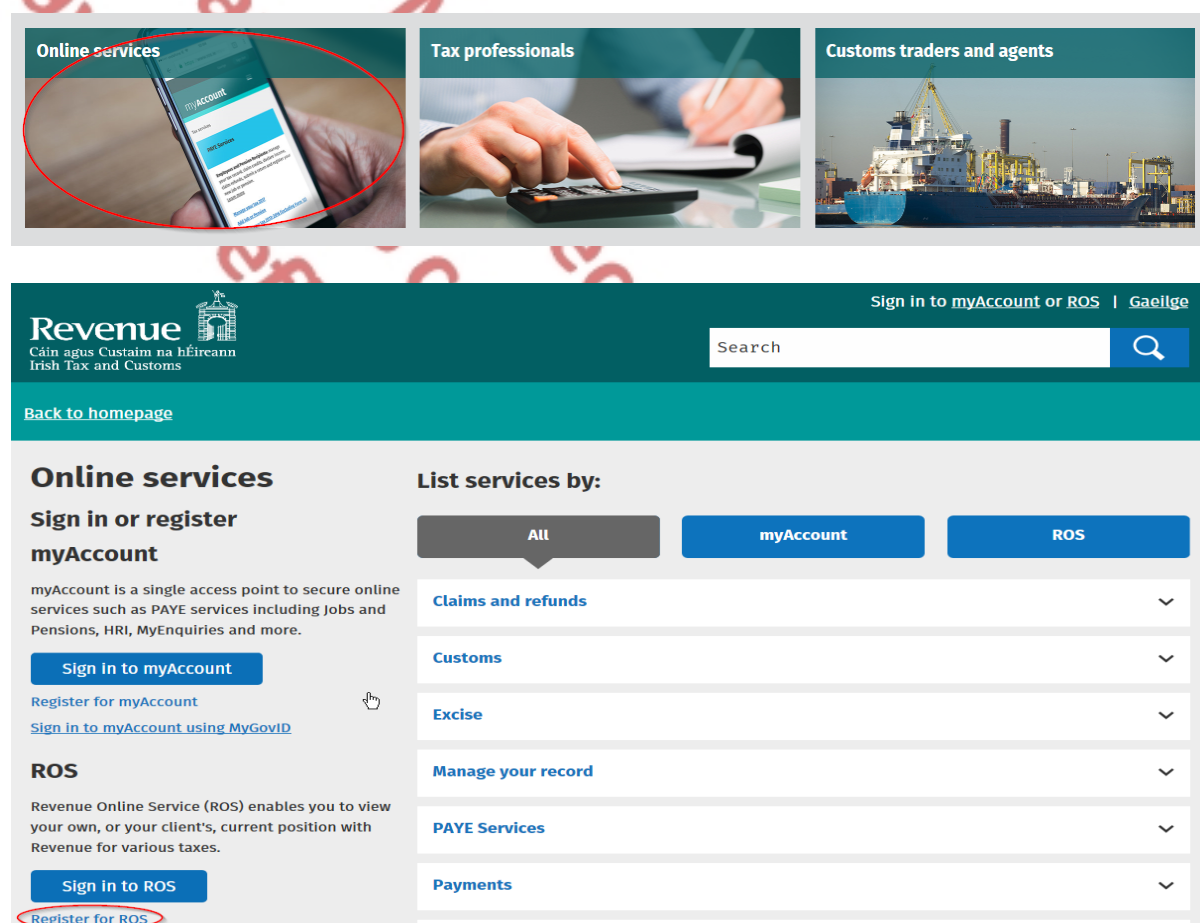 Online services
Tax professionals
Customs traders and agents
myAccount
Tax services
PAYE Services
Sign in to myAccount or ROS | Gaeilge
Revenue
Cáin agus Custaim na hÉireann
Irish Tax and Customs
Search
Back to homepage
Online services
Sign in or register
myAccount
myAccount is a single access point to secure online
services such as PAYE services including Jobs and
Pensions, HRI, MyEnquiries and more.
Sign in to myAccount
Register for myAccount
Sign in to myAccount using MyGovID
ROS
Revenue Online Service (ROS) enables you to view
your own, or your client's, current position with
Revenue for various taxes.
Sign in to ROS
Register for ROS
List services by:
All
myAccount
ROS
Claims and refunds
Customs
Excise
Manage your record
PAYE Services
Payments